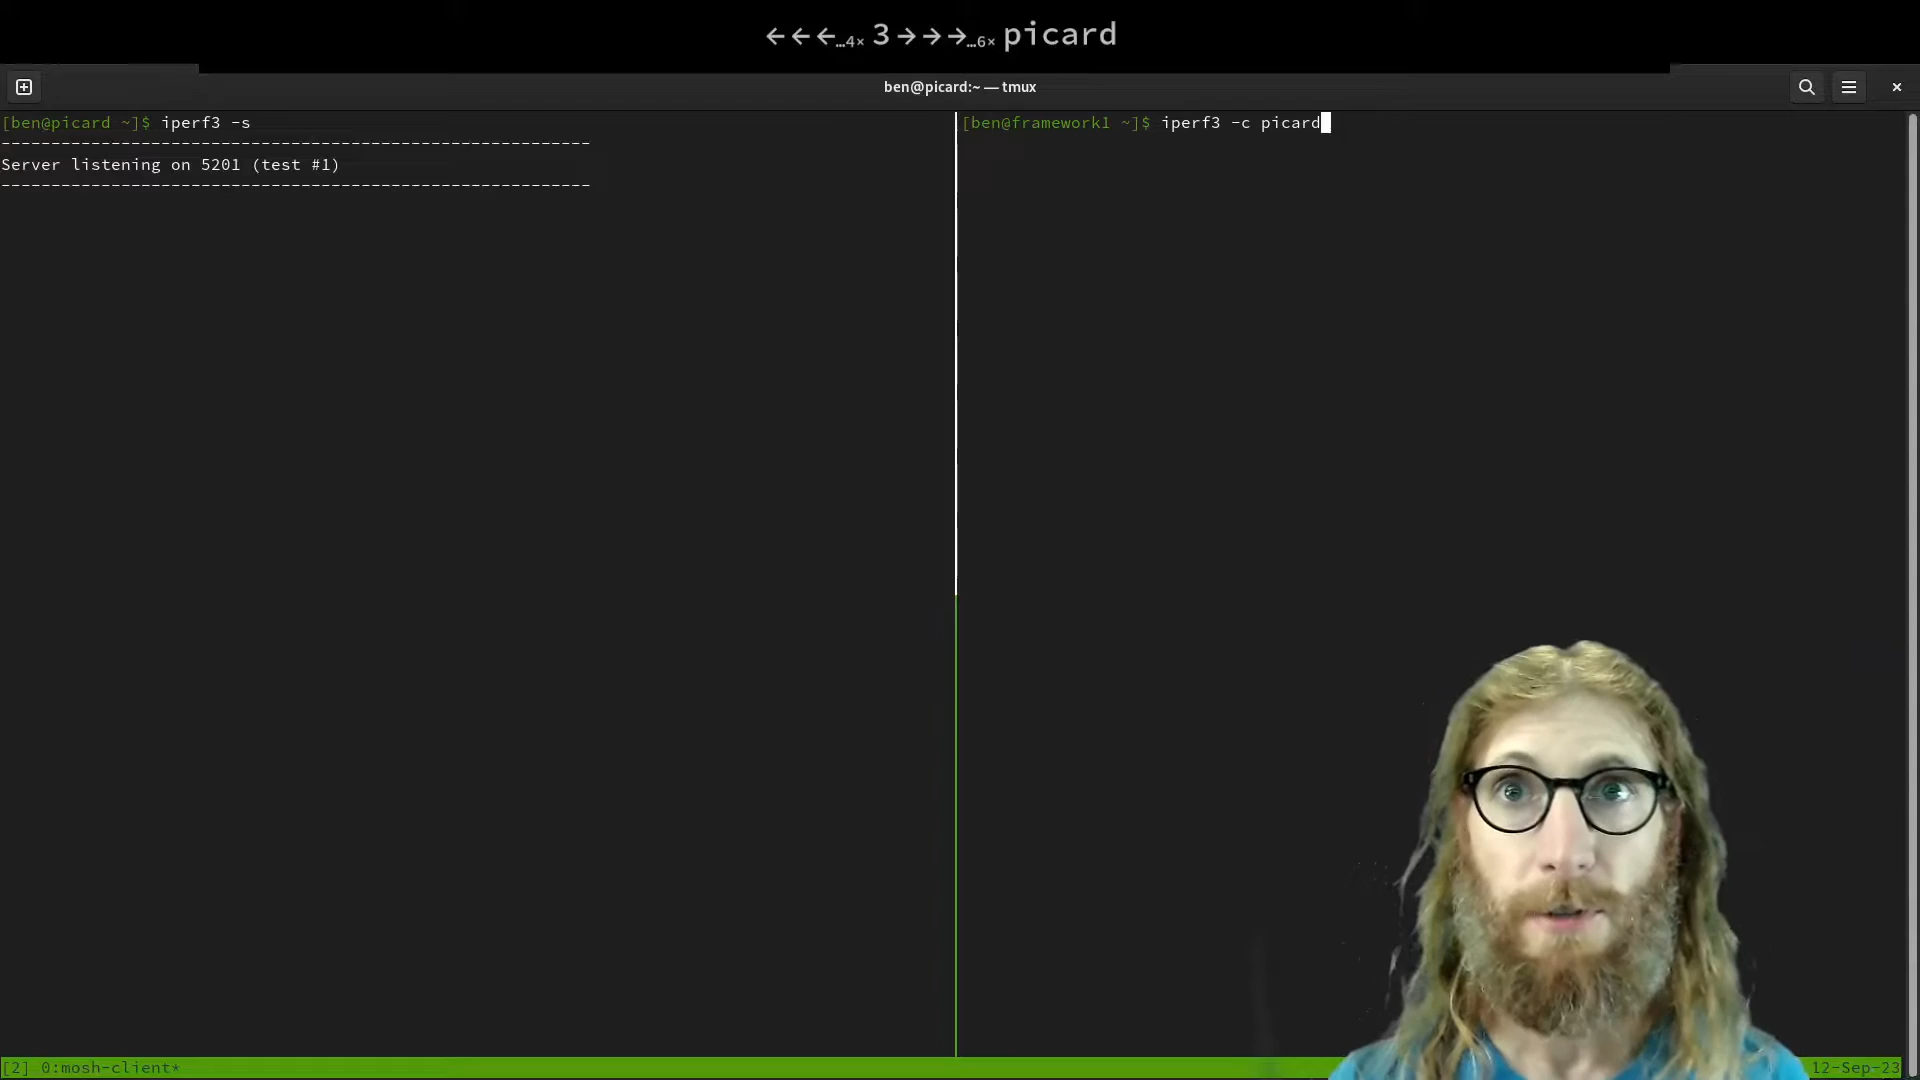 ←←←…4× 3→→→…6× picard
ben@picard:~ — tmux
[ben@picard ~]$ iperf3 -s
-----------------------------------------------------------
Server listening on 5201 (test #1)
-----------------------------------------------------------
[ben@framework1 ~]$ iperf3 -c picard
[2] 0:mosh-client*
12-Sep-23